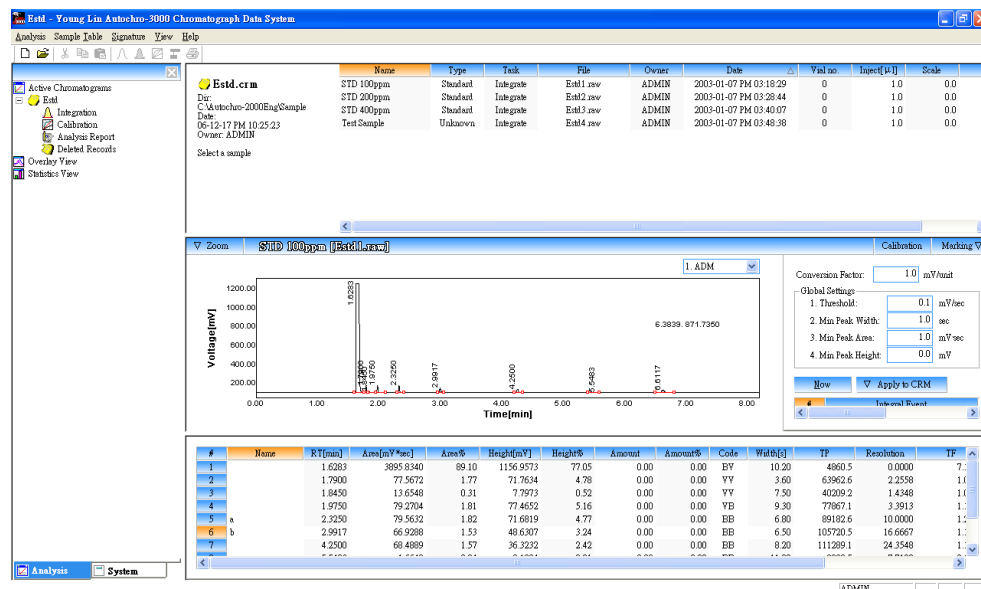 Estd - Young Lin Autochro-3000 Chromatograph Data System
Analysis Sample Table Signature View Help
Active Chromatograms
Estd
Integration
Calibration
Analysis Report
Deleted Records
Overlay View
Statistics View
Estd.crm
Dir:
C:\Autochro-2000Eng\Sample
Date:
06-12-17 PM 10:25:23
Owner: ADMIN
Select a sample
Name Type Task File Owner Date Vial no. Inject[µl] Scale
STD 100ppm Standard Integrate Estd1.raw ADMIN 2003-01-07 PM 03:18:29 0 1.0 0.0
STD 200ppm Standard Integrate Estd2.raw ADMIN 2003-01-07 PM 03:28:44 0 1.0 0.0
STD 400ppm Standard Integrate Estd3.raw ADMIN 2003-01-07 PM 03:40:07 0 1.0 0.0
Test Sample Unknown Integrate Estd4.raw ADMIN 2003-01-07 PM 03:48:38 0 1.0 0.0
Zoom STD 100ppm [Estd1.raw] Calibration Marking
1. ADM
Voltage[mV]
1200.00
1000.00
800.00
600.00
400.00
200.00
1.6283
1.8450
1.9750
2.3250
2.9917
4.2500
5.5483
6.6117
6.3839. 871.7350
0.00 1.00 2.00 3.00 4.00 5.00 6.00 7.00 8.00
Time[min]
Conversion Factor: 1.0 mV/unit
Global Settings
1. Threshold: 0.1 mV/sec
2. Min Peak Width: 1.0 sec
3. Min Peak Area: 1.0 mV·sec
4. Min Peak Height: 0.0 mV
Now Apply to CRM
# Integral Event
# Name RT[min] Area[mV*sec] Area% Height[mV] Height% Amount Amount% Code Width[s] TP Resolution TF
1 1.6283 3895.8340 89.10 1156.9573 77.05 0.00 0.00 BV 10.20 4860.5 0.0000 7.
2 1.7900 77.5672 1.77 71.7634 4.78 0.00 0.00 VV 3.60 63962.6 2.2558 1.0
3 1.8450 13.6548 0.31 7.7973 0.52 0.00 0.00 VV 7.50 40209.2 1.4348 1.0
4 1.9750 79.2704 1.81 77.4652 5.16 0.00 0.00 VB 9.30 77867.1 3.3913 1.
5 a 2.3250 79.5632 1.82 71.6819 4.77 0.00 0.00 BB 6.80 89182.6 10.0000 1.2
6 b 2.9917 66.9288 1.53 48.6307 3.24 0.00 0.00 BB 6.50 105720.5 16.6667 1.
7 4.2500 68.4889 1.57 36.3232 2.42 0.00 0.00 BB 8.20 111289.1 24.3548 1.
Analysis System
ADMIN